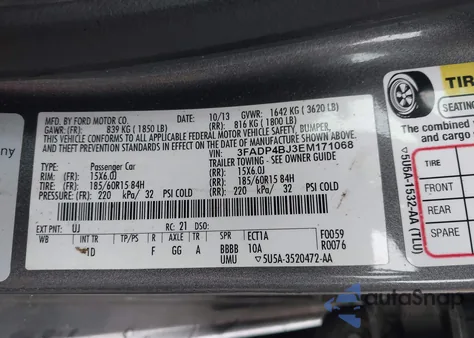 MFD. BY FORD MOTOR CO.
DATE: 10/13 GVWR: 1642 KG ( 3620 LB)
GAWR: (FR): 839 KG ( 1850 LB) (RR): 816 KG ( 1800 LB)
THIS VEHICLE CONFORMS TO ALL APPLICABLE FEDERAL MOTOR VEHICLE SAFETY, BUMPER,
AND THEFT PREVENTION STANDARDS IN EFFECT ON THE DATE OF MANUFACTURE SHOWN ABOVE.
VIN: 3FADP4BJ3EM171068
TYPE: Passenger Car TRAILER TOWING - SEE OWNER GUIDE
RIM: (FR): 15X6.0J (RR): 15X6.0J
TIRE: (FR): 185/60R15 84H (RR): 185/60R15 84H
PRESSURE: (FR): 220 kPa/ 32 PSI COLD (RR): 220 kPa/ 32 PSI COLD
EXT PNT: UJ RC: 21 DSO:
WB INT TR TP/PS R AXLE TR SPR ECT1A F0059
1D F GG A BBBB 10A R0076
UMU ▽5U5A-3520472-AA
any
TIR
SEATING
The combined
and carg
TIRE
FRONT
REAR
SPARE
▽5U6A-1532-AA (TLU)
autoSnap